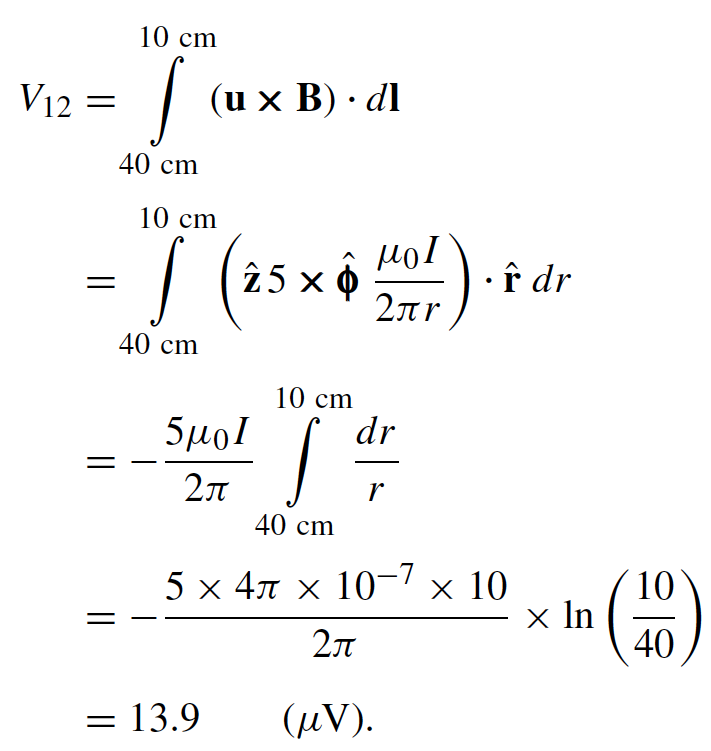 V₁₂ = ∫_{40 cm}^{10 cm} (𝐮 × 𝐁) · d𝐥
= ∫_{40 cm}^{10 cm} (𝐳̂ 5 × 𝛟̂ μ₀I / 2πr) · 𝐫̂ dr
= − 5μ₀I / 2π ∫_{40 cm}^{10 cm} dr / r
= − 5 × 4π × 10⁻⁷ × 10 / 2π × ln (10 / 40)
= 13.9 (μV).